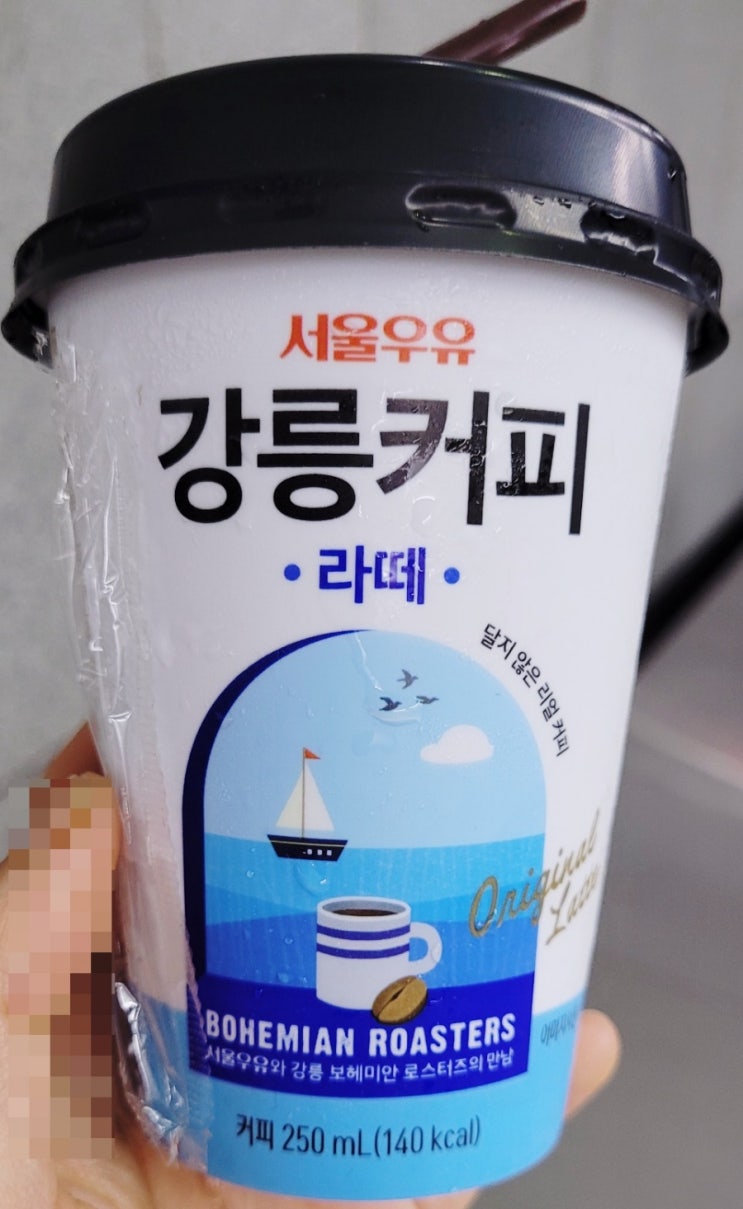 서울우유
강릉커피
·라떼·
달지 않은 리얼 커피
Original
Latte
BOHEMIAN ROASTERS
서울우유와 강릉 보헤미안 로스터즈의 만남
커피 250 mL(140 kcal)